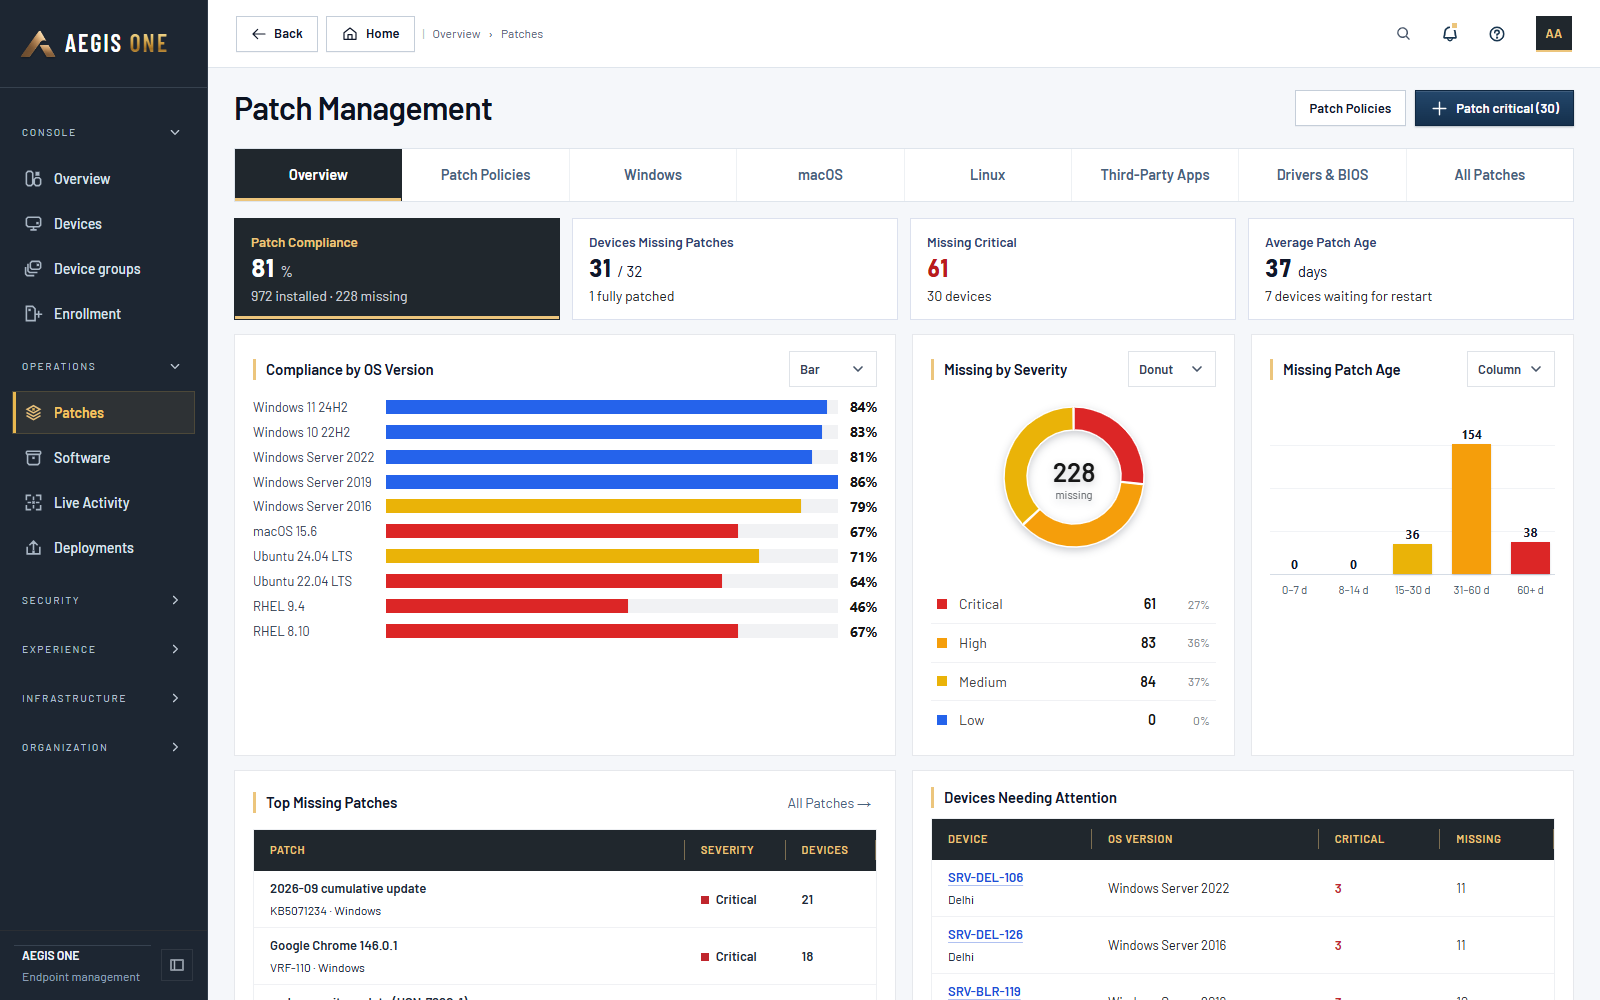 AEGIS ONE
Back
Home
Overview › Patches
AA
CONSOLE
Overview
Devices
Device groups
Enrollment
OPERATIONS
Patches
Software
Live Activity
Deployments
SECURITY
EXPERIENCE
INFRASTRUCTURE
ORGANIZATION
AEGIS ONE
Endpoint management
Patch Management
Patch Policies
Patch critical (30)
Overview
Patch Policies
Windows
macOS
Linux
Third-Party Apps
Drivers & BIOS
All Patches
Patch Compliance
81 %
972 installed · 228 missing
Devices Missing Patches
31 / 32
1 fully patched
Missing Critical
61
30 devices
Average Patch Age
37 days
7 devices waiting for restart
Compliance by OS Version
Bar
Windows 11 24H2 84%
Windows 10 22H2 83%
Windows Server 2022 81%
Windows Server 2019 86%
Windows Server 2016 79%
macOS 15.6 67%
Ubuntu 24.04 LTS 71%
Ubuntu 22.04 LTS 64%
RHEL 9.4 46%
RHEL 8.10 67%
Missing by Severity
Donut
228
missing
Critical 61 27%
High 83 36%
Medium 84 37%
Low 0 0%
Missing Patch Age
Column
0 0 36 154 38
0–7 d 8–14 d 15–30 d 31–60 d 60+ d
Top Missing Patches
All Patches →
PATCH SEVERITY DEVICES
2026-09 cumulative update
KB5071234 · Windows
Critical 21
Google Chrome 146.0.1
VRF-110 · Windows
Critical 18
Devices Needing Attention
DEVICE OS VERSION CRITICAL MISSING
SRV-DEL-106
Delhi
Windows Server 2022 3 11
SRV-DEL-126
Delhi
Windows Server 2016 3 11
SRV-BLR-119